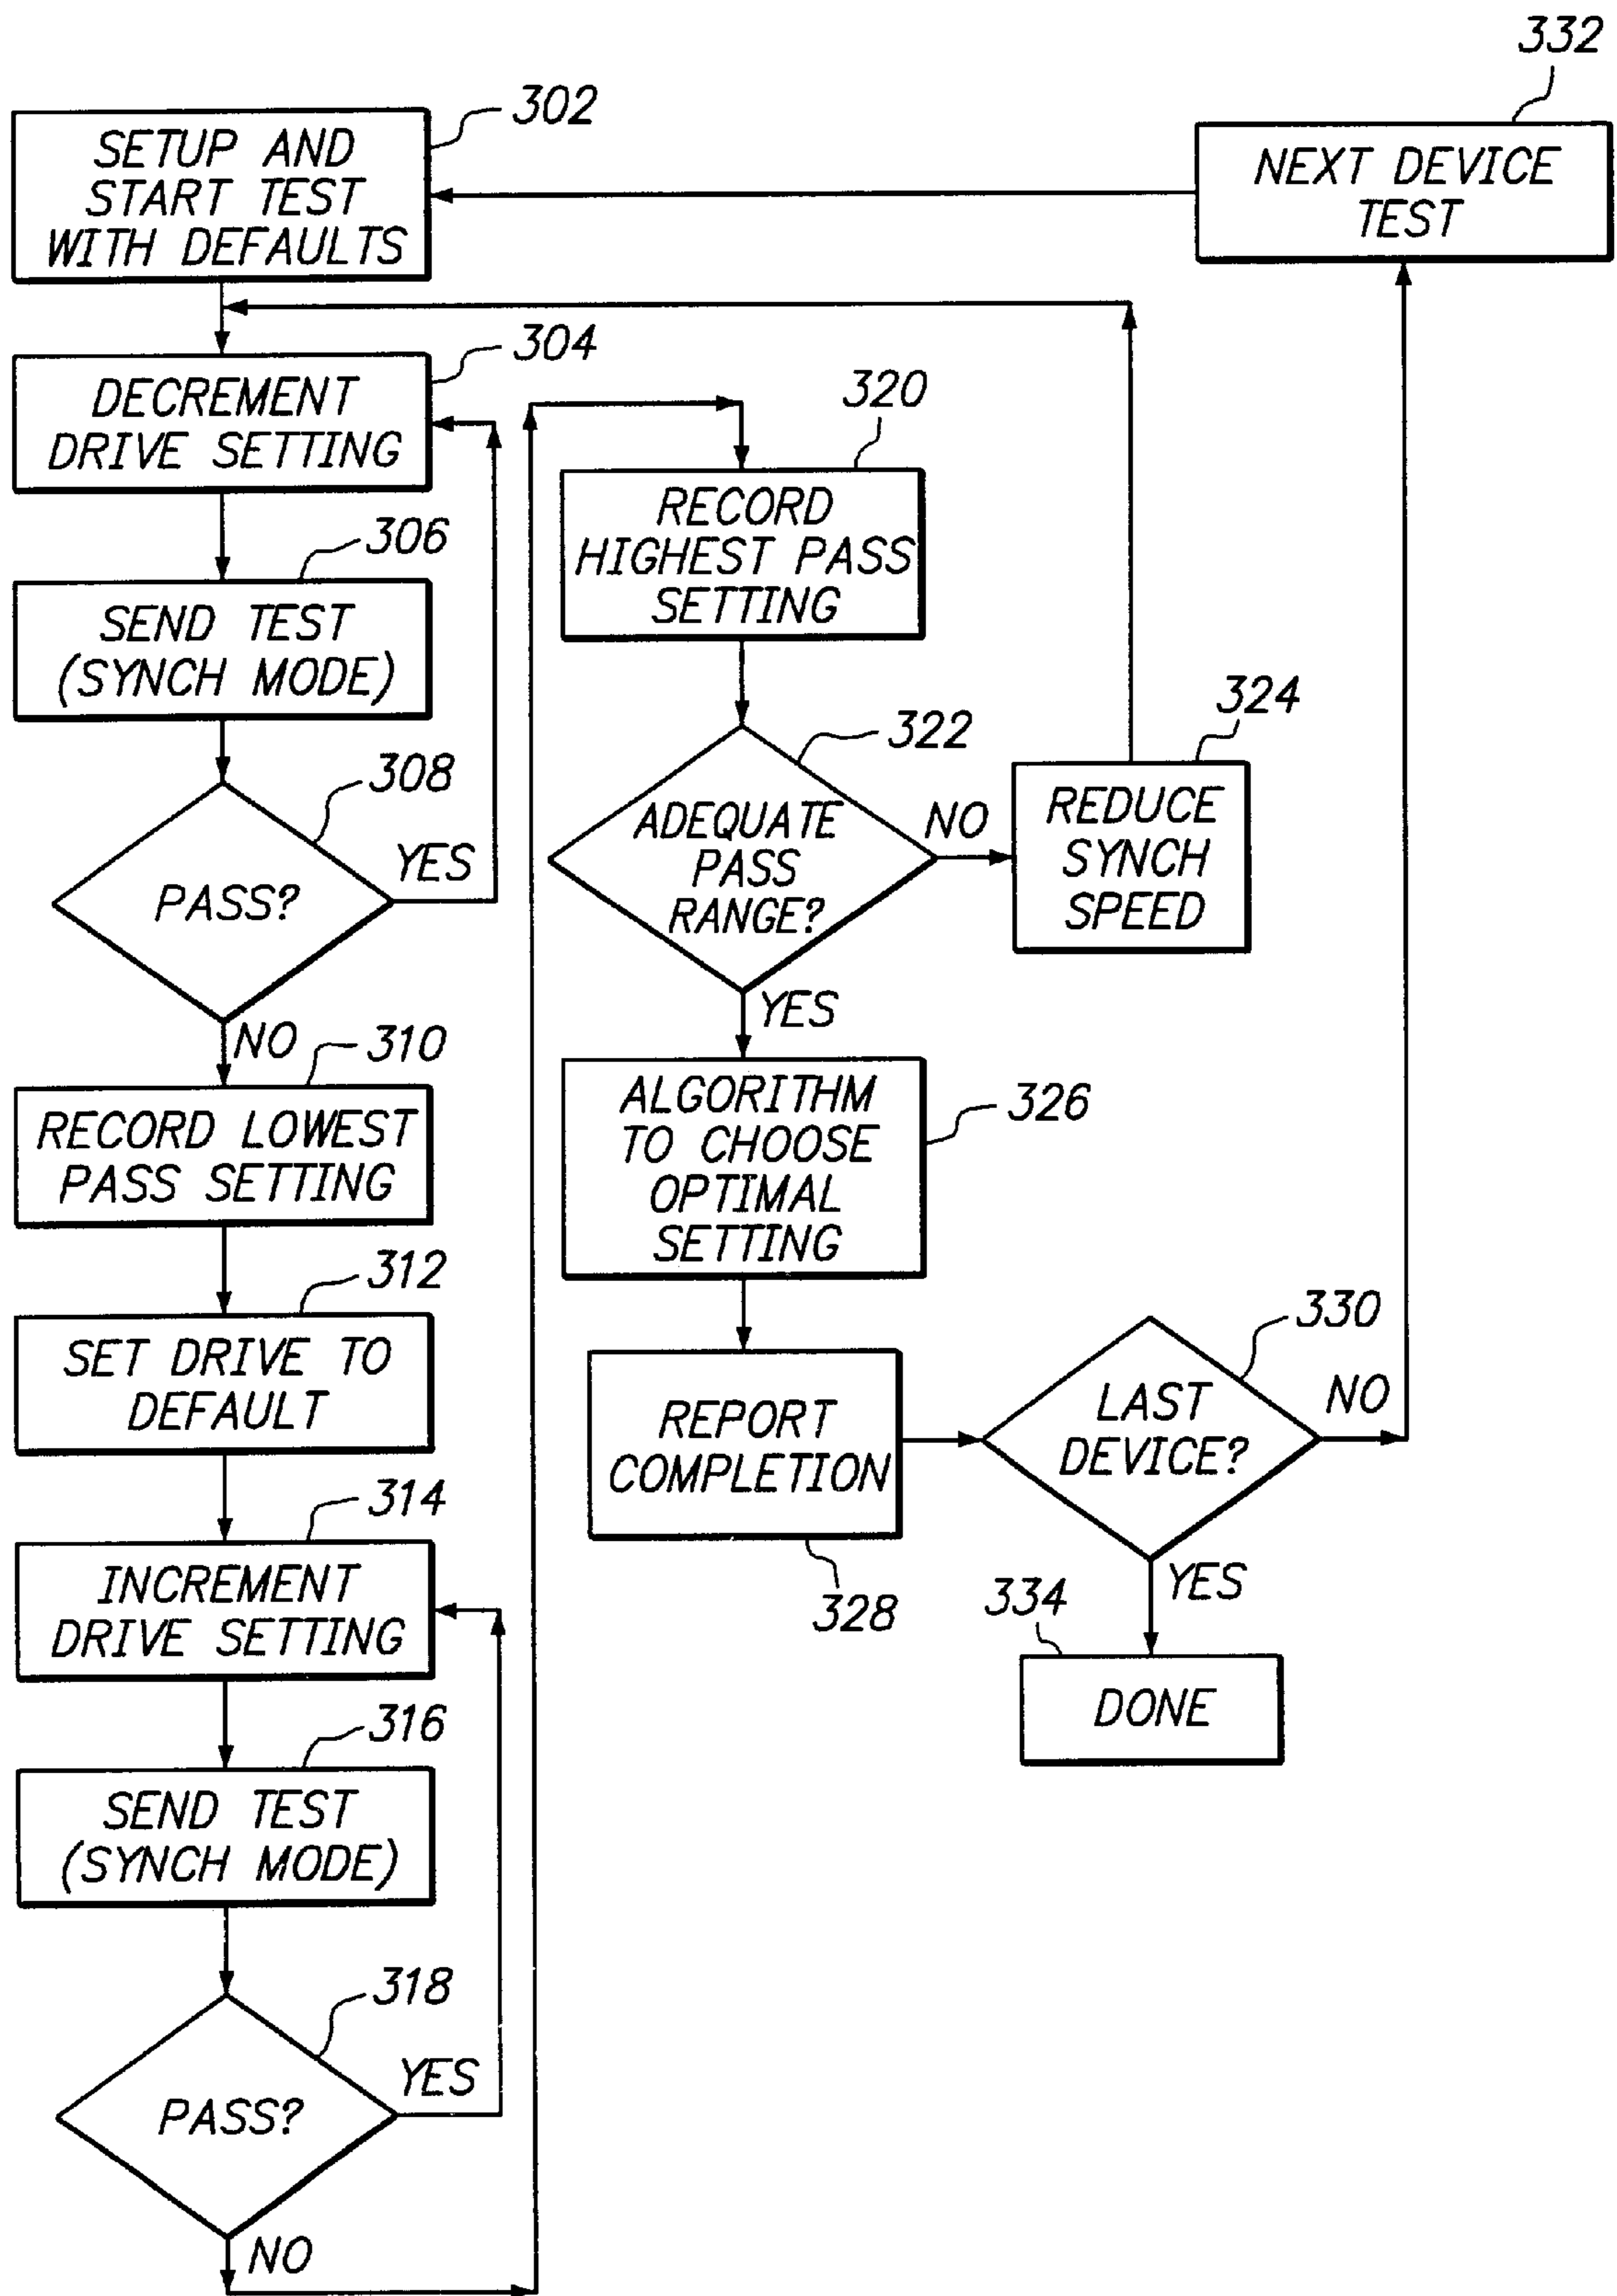 332
302
SETUP AND
START TEST
WITH DEFAULTS
NEXT DEVICE
TEST
304
DECREMENT
DRIVE SETTING
306
SEND TEST
(SYNCH MODE)
308
PASS?
YES
NO
310
RECORD LOWEST
PASS SETTING
312
SET DRIVE TO
DEFAULT
314
INCREMENT
DRIVE SETTING
316
SEND TEST
(SYNCH MODE)
318
PASS?
YES
NO
320
RECORD
HIGHEST PASS
SETTING
322
ADEQUATE
PASS
RANGE?
NO
324
REDUCE
SYNCH
SPEED
YES
326
ALGORITHM
TO CHOOSE
OPTIMAL
SETTING
REPORT
COMPLETION
328
330
LAST
DEVICE?
NO
YES
334
DONE